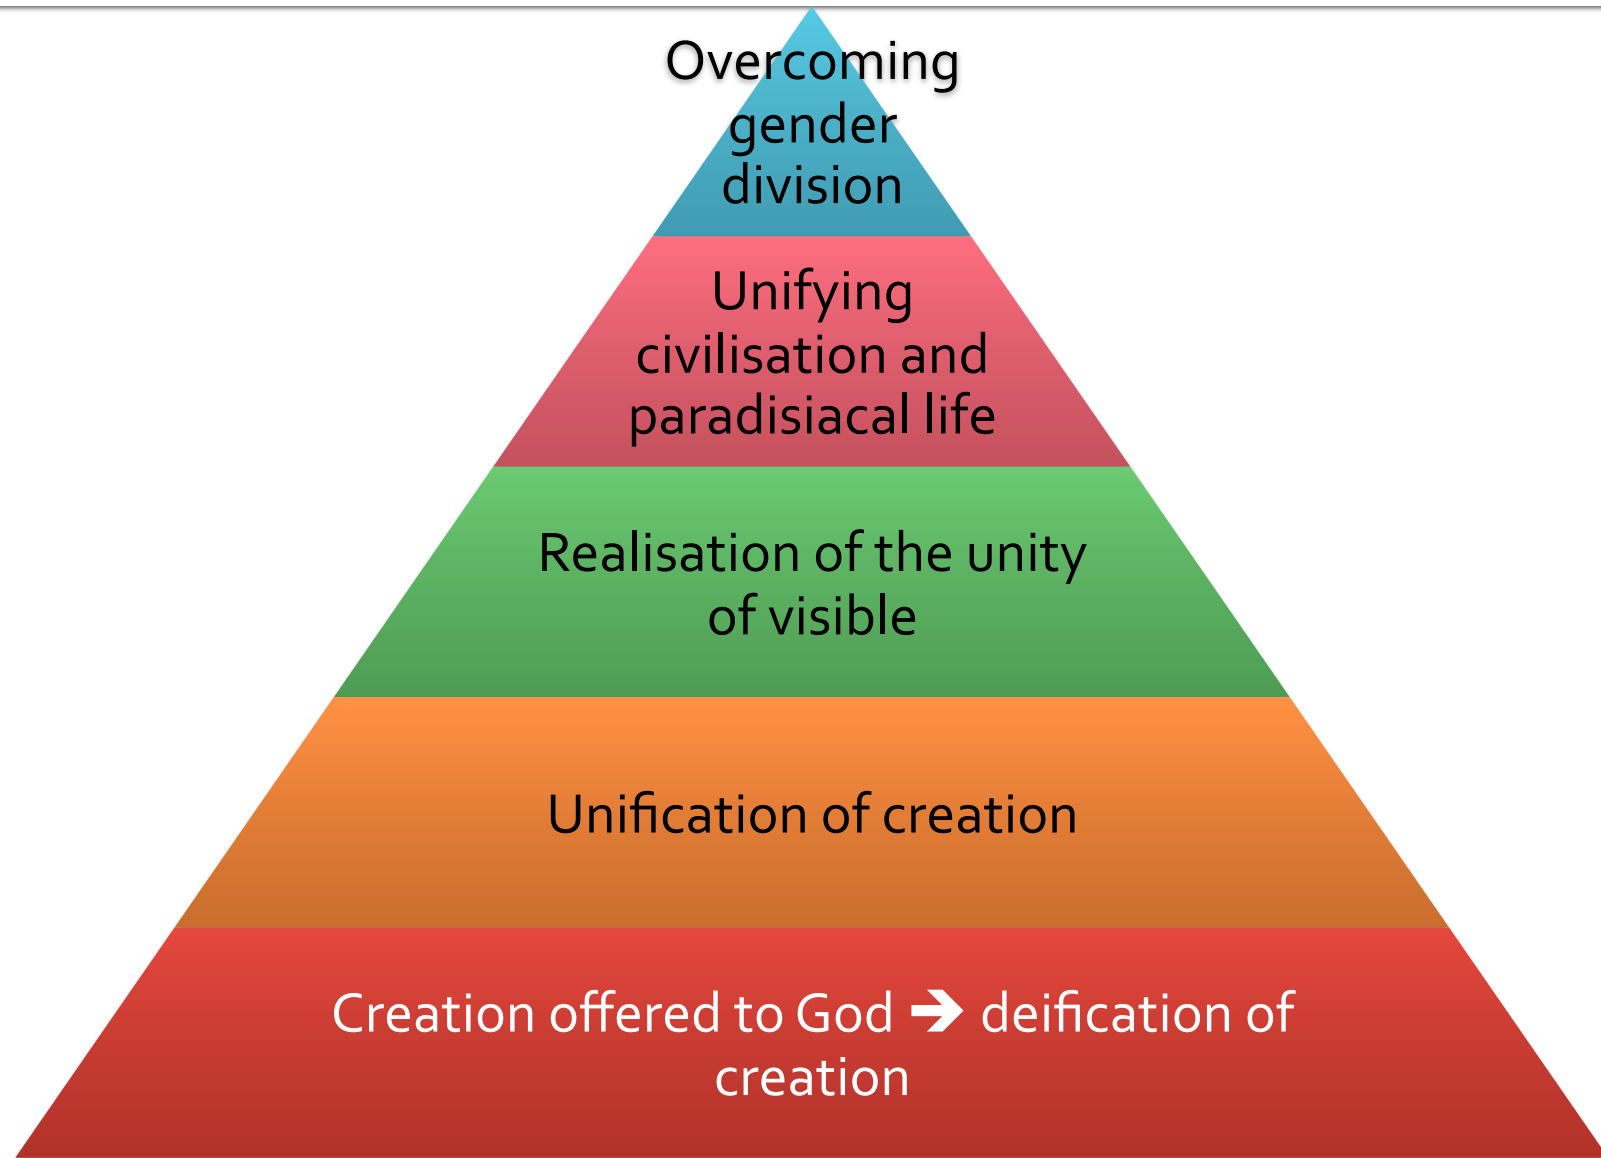 Overcoming
gender
division
Unifying
civilisation and
paradisiacal life
Realisation of the unity
of visible
Unification of creation
Creation offered to God ➔ deification of
creation